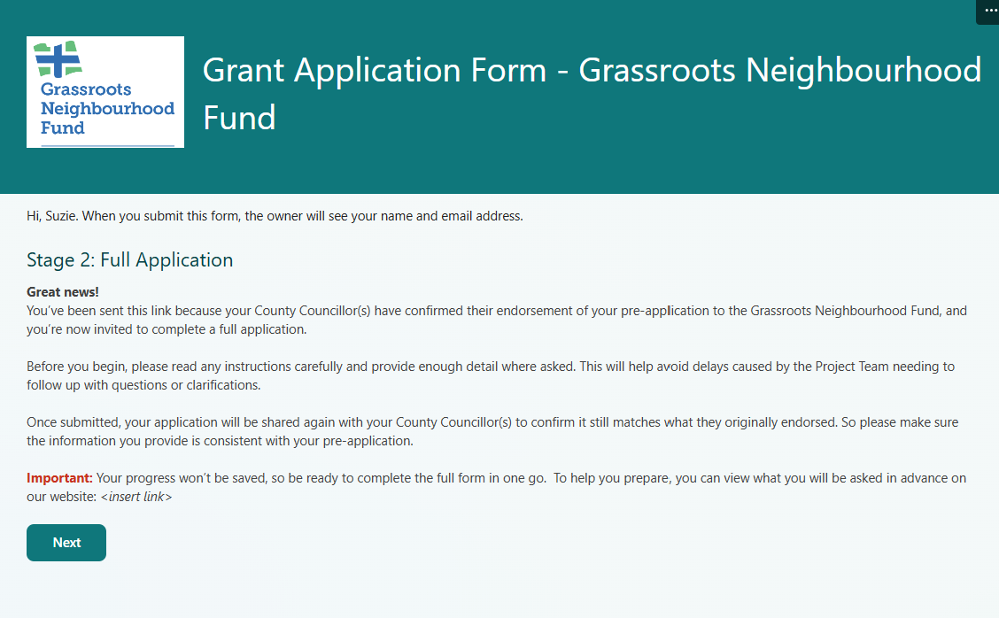 Grassroots
Neighbourhood
Fund
Grant Application Form - Grassroots Neighbourhood
Fund
Hi, Suzie. When you submit this form, the owner will see your name and email address.
Stage 2: Full Application
Great news!
You've been sent this link because your County Councillor(s) have confirmed their endorsement of your pre-application to the Grassroots Neighbourhood Fund, and
you're now invited to complete a full application.
Before you begin, please read any instructions carefully and provide enough detail where asked. This will help avoid delays caused by the Project Team needing to
follow up with questions or clarifications.
Once submitted, your application will be shared again with your County Councillor(s) to confirm it still matches what they originally endorsed. So please make sure
the information you provide is consistent with your pre-application.
Important: Your progress won't be saved, so be ready to complete the full form in one go.  To help you prepare, you can view what you will be asked in advance on
our website: <insert link>
Next